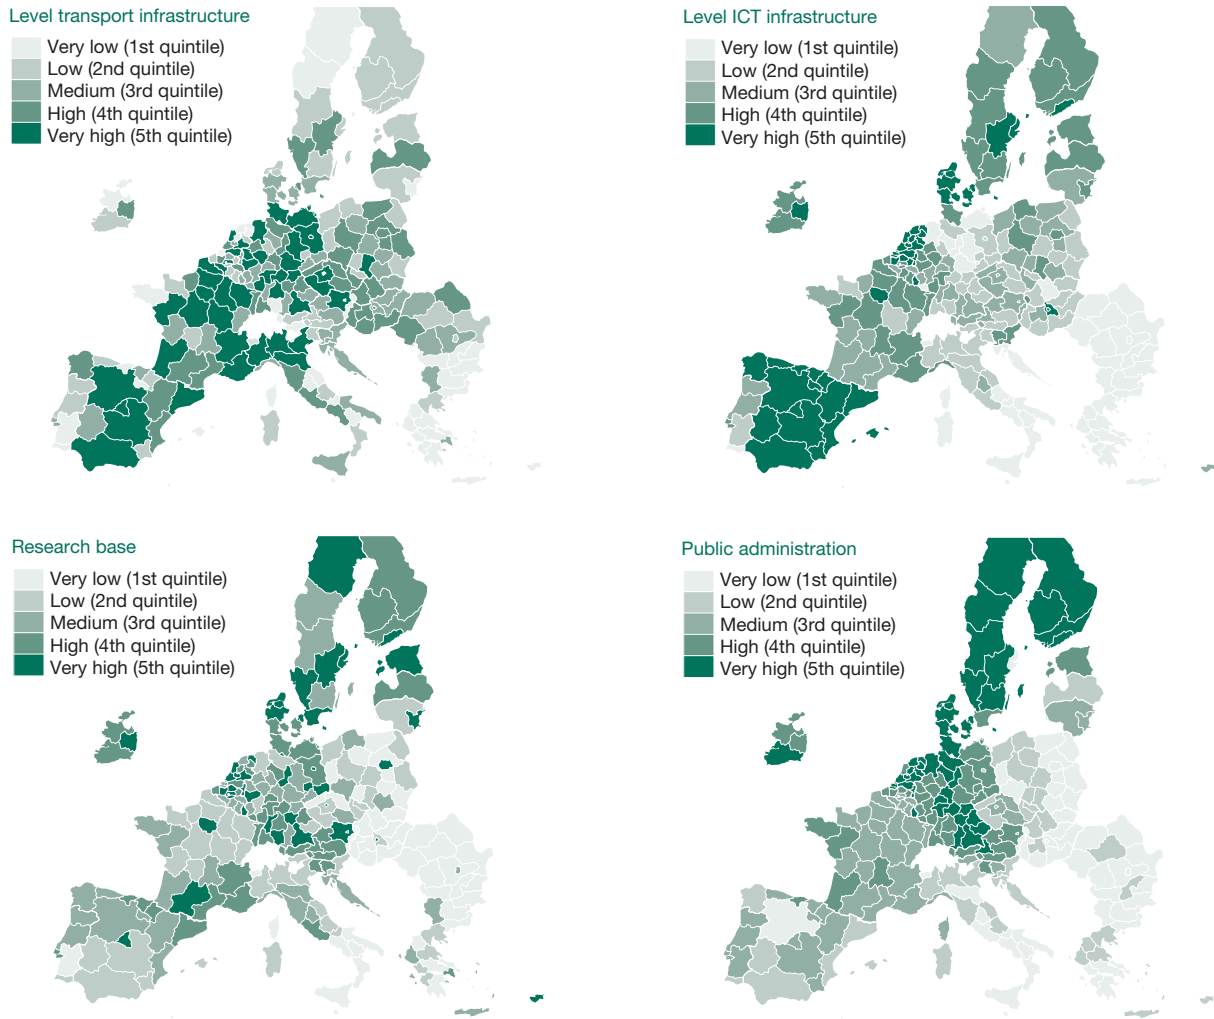 Level transport infrastructure
Very low (1st quintile)
Low (2nd quintile)
Medium (3rd quintile)
High (4th quintile)
Very high (5th quintile)
Level ICT infrastructure
Very low (1st quintile)
Low (2nd quintile)
Medium (3rd quintile)
High (4th quintile)
Very high (5th quintile)
Research base
Very low (1st quintile)
Low (2nd quintile)
Medium (3rd quintile)
High (4th quintile)
Very high (5th quintile)
Public administration
Very low (1st quintile)
Low (2nd quintile)
Medium (3rd quintile)
High (4th quintile)
Very high (5th quintile)